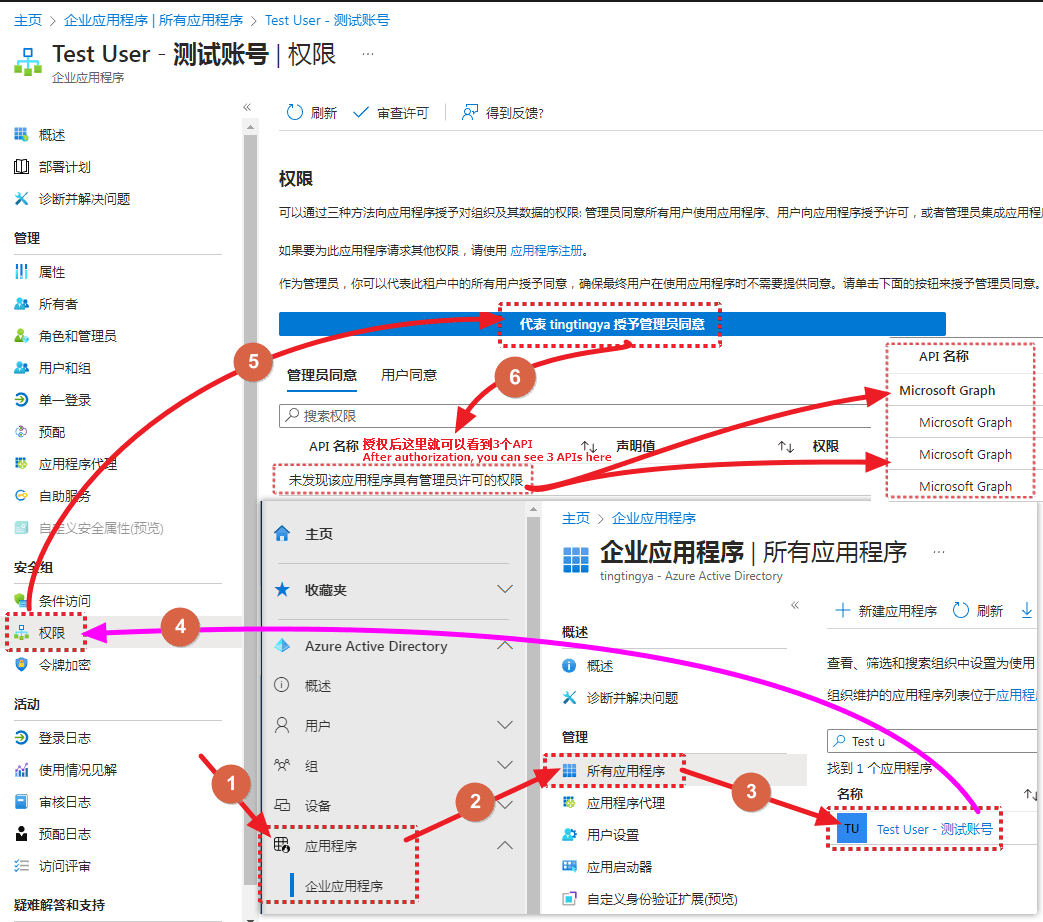 主页 > 企业应用程序 | 所有应用程序 > Test User - 测试账号
Test User - 测试账号 | 权限 ...
企业应用程序
«
刷新 审查许可 得到反馈?
概述
部署计划
诊断并解决问题
管理
属性
所有者
角色和管理员
用户和组
单一登录
预配
应用程序代理
自助服务
自定义安全属性(预览)
安全组
条件访问
权限
令牌加密
活动
登录日志
使用情况见解
审核日志
预配日志
访问评审
疑难解答和支持
权限
可以通过三种方法向应用程序授予对组织及其数据的权限: 管理员同意所有用户使用应用程序、用户向应用程序授予许可，或者管理员集成应用程
如果要为此应用程序请求其他权限，请使用 应用程序注册。
作为管理员，你可以代表此租户中的所有用户授予同意，确保最终用户在使用应用程序时不需要提供同意。请单击下面的按钮来授予管理员同意。
代表 tingtingya 授予管理员同意
5
6
管理员同意 用户同意
搜索权限
API 名称 授权后这里就可以看到3个API ↑↓ 声明值 ↑↓ 权限
After authorization, you can see 3 APIs here
未发现该应用程序具有管理员许可的权限
API 名称
Microsoft Graph
Microsoft Graph
Microsoft Graph
Microsoft Graph
4
主页
收藏夹
Azure Active Directory
概述
用户
组
设备
应用程序
企业应用程序
1
2
主页 > 企业应用程序
企业应用程序 | 所有应用程序 ...
tingtingya - Azure Active Directory
«
新建应用程序 刷新
概述
概述
诊断并解决问题
管理
所有应用程序
应用程序代理
用户设置
应用启动器
自定义身份验证扩展(预览)
3
查看、筛选和搜索组织中设置为使用
组织维护的应用程序列表位于应用程
Test u
找到 1 个应用程序
名称 ↑↓
TU Test User - 测试账号